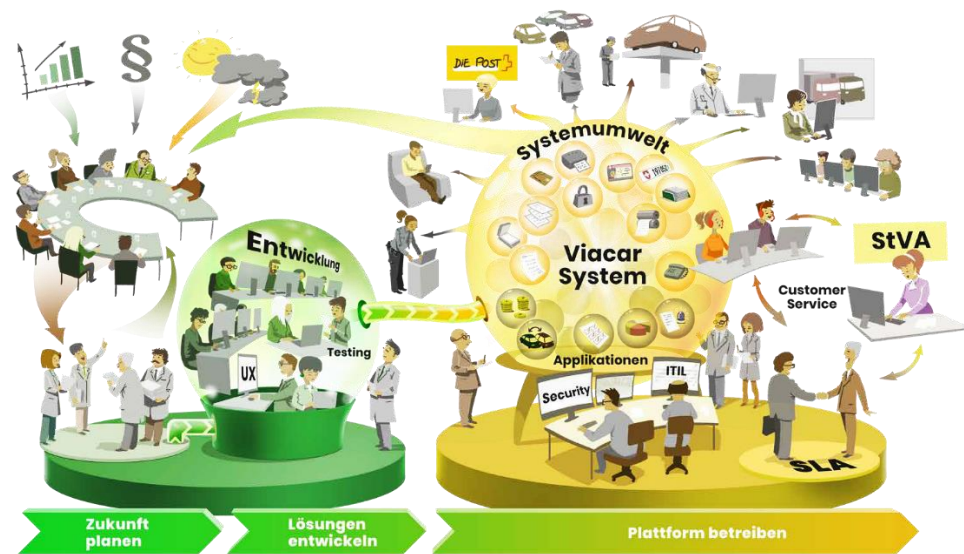 §
DiE POST
Systemumwelt
Viacar
System
Applikationen
Entwicklung
Testing
UX
StVA
Customer
Service
Security
ITIL
SLA
Zukunft
planen
Lösungen
entwickeln
Plattform betreiben